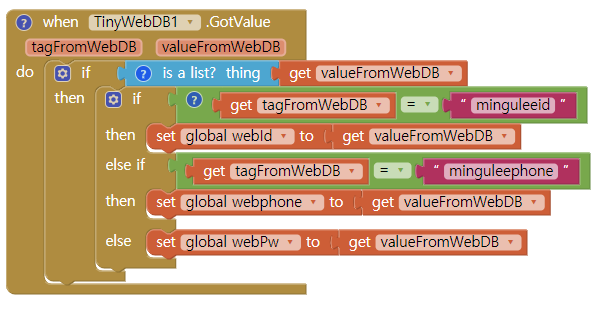 ? when TinyWebDB1 .GotValue
tagFromWebDB valueFromWebDB
do if ? is a list? thing get valueFromWebDB
then if ? get tagFromWebDB = " minguleeid "
then set global webId to get valueFromWebDB
else if get tagFromWebDB = " minguleephone "
then set global webphone to get valueFromWebDB
else set global webPw to get valueFromWebDB